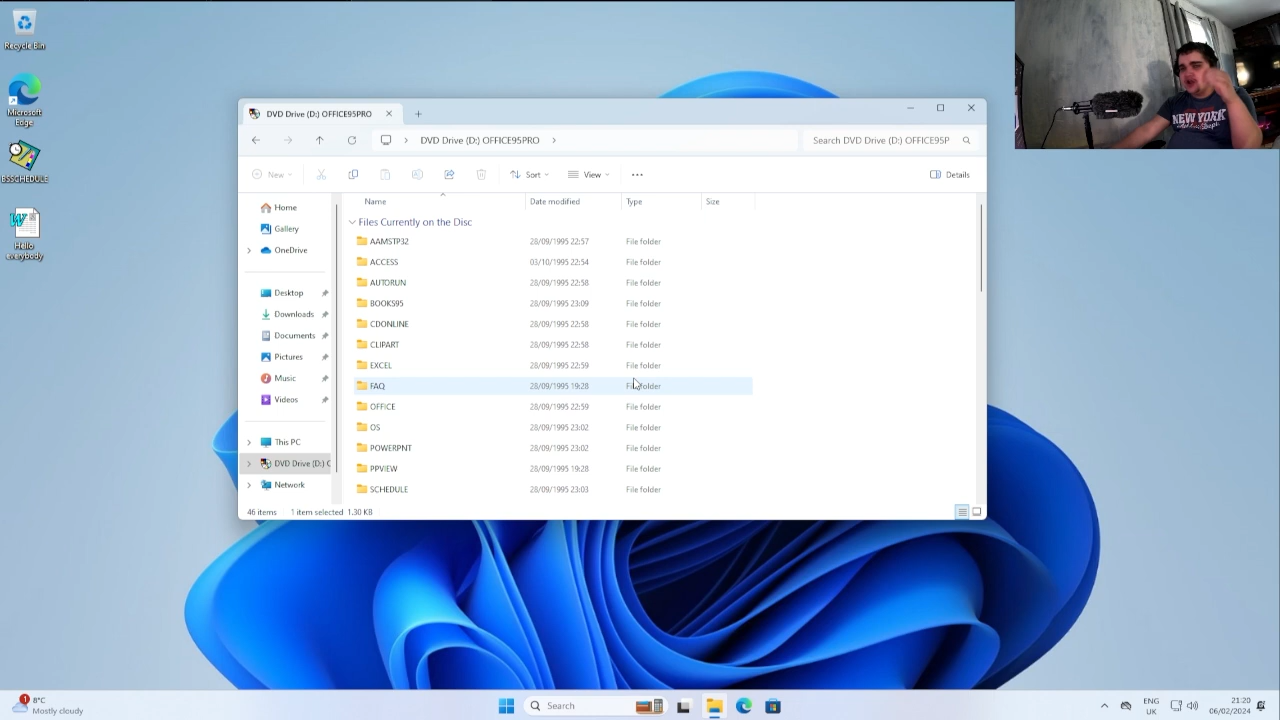 Recycle Bin
Microsoft
Edge
BSSCHEDULE
Hello
everybody
DVD Drive (D:) OFFICE95PRO
DVD Drive (D:) OFFICE95PRO
Search DVD Drive (D:) OFFICE95P
New
Sort
View
Details
Name Date modified Type Size
Home
Gallery
OneDrive
Desktop
Downloads
Documents
Pictures
Music
Videos
This PC
DVD Drive (D:) O
Network
Files Currently on the Disc
AAMSTP32 28/09/1995 22:57 File folder
ACCESS 03/10/1995 22:54 File folder
AUTORUN 28/09/1995 22:58 File folder
BOOKS95 28/09/1995 23:09 File folder
CDONLINE 28/09/1995 22:58 File folder
CLIPART 28/09/1995 22:58 File folder
EXCEL 28/09/1995 22:59 File folder
FAQ 28/09/1995 19:28 File folder
OFFICE 28/09/1995 22:59 File folder
OS 28/09/1995 23:02 File folder
POWERPNT 28/09/1995 23:02 File folder
PPVIEW 28/09/1995 19:28 File folder
SCHEDULE 28/09/1995 23:03 File folder
46 items 1 item selected 1.30 KB
NEW YORK
1
8°C
Mostly cloudy
Search
ENG
UK
21:20
06/02/2024